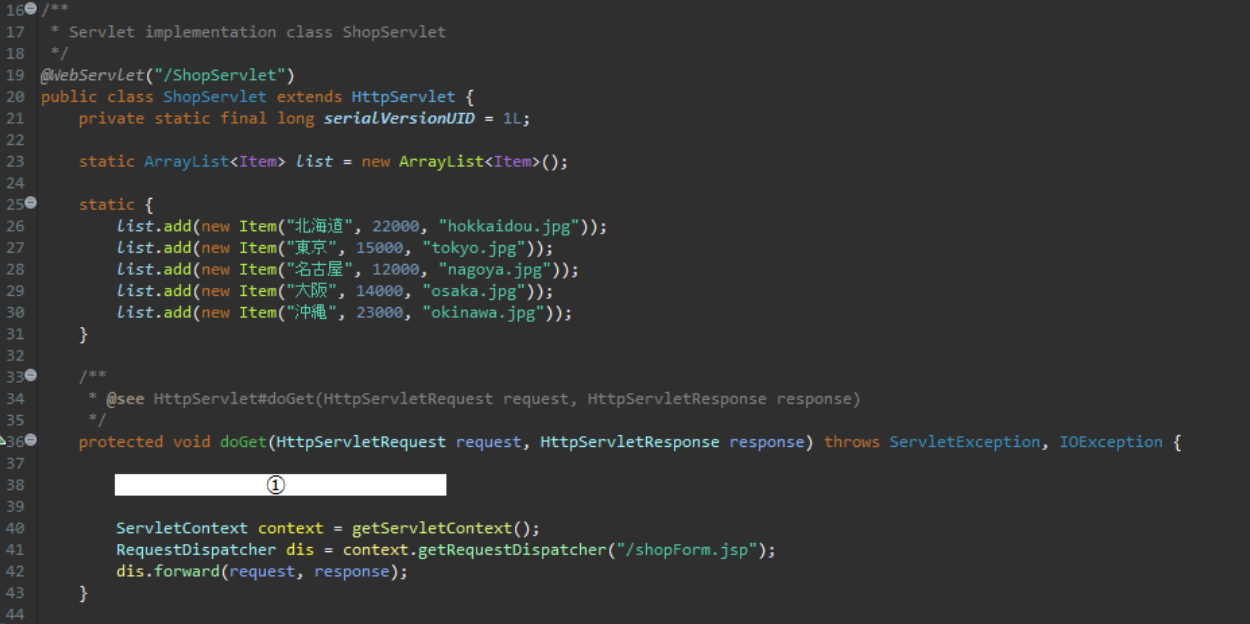 16 /**
17  * Servlet implementation class ShopServlet
18  */
19 @WebServlet("/ShopServlet")
20 public class ShopServlet extends HttpServlet {
21     private static final long serialVersionUID = 1L;
22
23     static ArrayList<Item> list = new ArrayList<Item>();
24
25     static {
26         list.add(new Item("北海道", 22000, "hokkaidou.jpg"));
27         list.add(new Item("東京", 15000, "tokyo.jpg"));
28         list.add(new Item("名古屋", 12000, "nagoya.jpg"));
29         list.add(new Item("大阪", 14000, "osaka.jpg"));
30         list.add(new Item("沖縄", 23000, "okinawa.jpg"));
31     }
32
33     /**
34      * @see HttpServlet#doGet(HttpServletRequest request, HttpServletResponse response)
35      */
36     protected void doGet(HttpServletRequest request, HttpServletResponse response) throws ServletException, IOException {
37
38         ①
39
40         ServletContext context = getServletContext();
41         RequestDispatcher dis = context.getRequestDispatcher("/shopForm.jsp");
42         dis.forward(request, response);
43     }
44